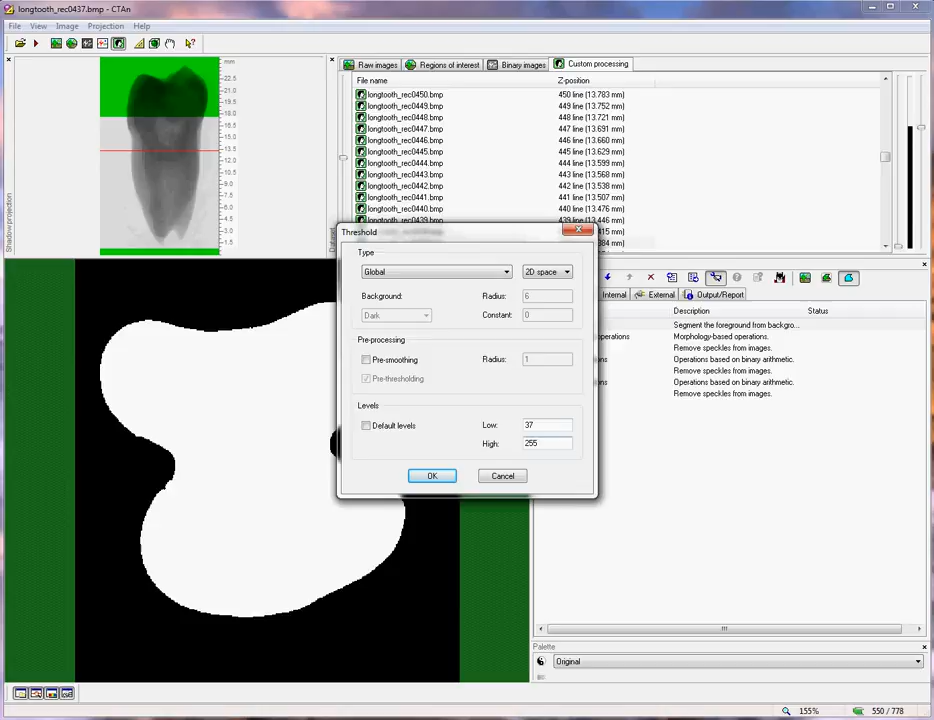 longtooth_rec0437.bmp - CTAn
File View Image Projection Help
mm
22.5
21.0
19.5
18.0
16.5
15.0
13.5
12.0
10.5
9.0
7.5
6.0
4.5
3.0
1.5
Shadow projection
Raw images Regions of interest Binary images Custom processing
File name Z-position
longtooth_rec0450.bmp 450 line (13.783 mm)
longtooth_rec0449.bmp 449 line (13.752 mm)
longtooth_rec0448.bmp 448 line (13.721 mm)
longtooth_rec0447.bmp 447 line (13.691 mm)
longtooth_rec0446.bmp 446 line (13.660 mm)
longtooth_rec0445.bmp 445 line (13.629 mm)
longtooth_rec0444.bmp 444 line (13.599 mm)
longtooth_rec0443.bmp 443 line (13.568 mm)
longtooth_rec0442.bmp 442 line (13.538 mm)
longtooth_rec0441.bmp 441 line (13.507 mm)
longtooth_rec0440.bmp 440 line (13.476 mm)
longtooth_rec0439.bmp 439 line (13.446 mm)
415 mm)
384 mm)
Threshold
Type
Global 2D space
Background: Radius: 6
Dark Constant: 0
Pre-processing
Pre-smoothing Radius: 1
Pre-thresholding
Levels
Default levels Low: 37
High: 255
OK Cancel
Internal External Output/Report
Description Status
Segment the foreground from backgro...
operations Morphology-based operations.
Remove speckles from images.
ons Operations based on binary arithmetic.
Remove speckles from images.
ons Operations based on binary arithmetic.
Remove speckles from images.
Palette
Original
155% 550 / 778